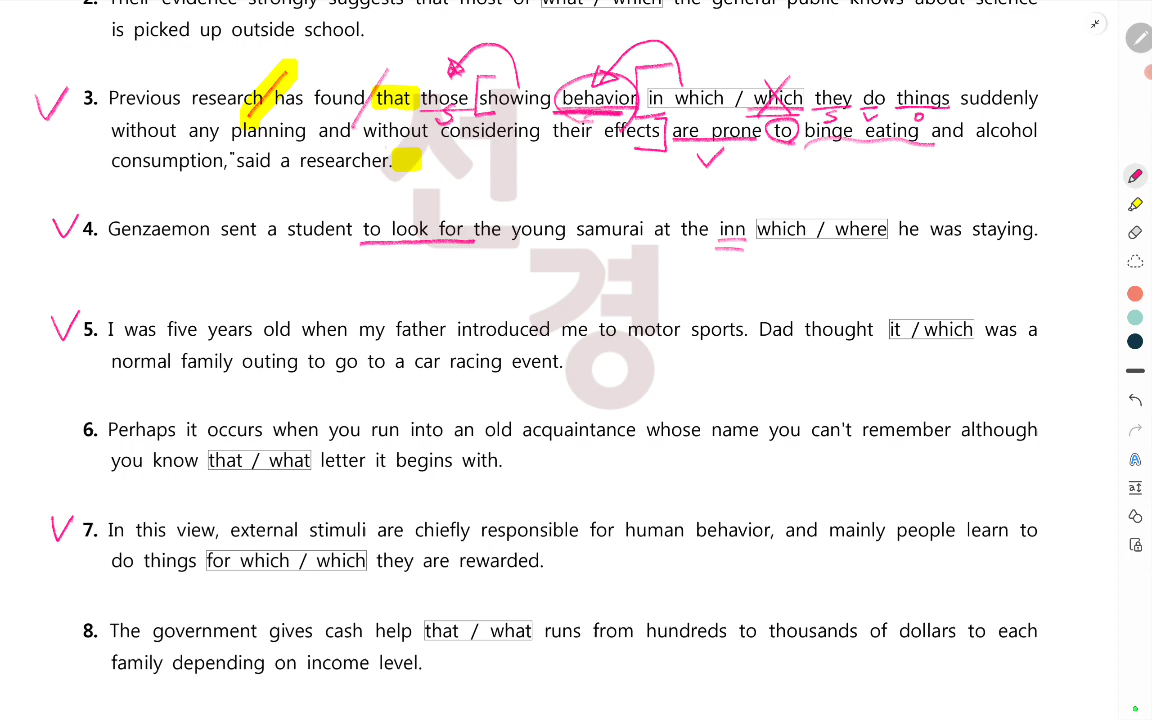 2. Their evidence strongly suggests that most of what / which the general public knows about science
is picked up outside school.
3. Previous research has found that those showing behavior in which / which they do things suddenly
S S V O
without any planning and without considering their effects are prone to binge eating and alcohol
consumption," said a researcher.
4. Genzaemon sent a student to look for the young samurai at the inn which / where he was staying.
5. I was five years old when my father introduced me to motor sports. Dad thought it / which was a
normal family outing to go to a car racing event.
6. Perhaps it occurs when you run into an old acquaintance whose name you can't remember although
you know that / what letter it begins with.
7. In this view, external stimuli are chiefly responsible for human behavior, and mainly people learn to
do things for which / which they are rewarded.
8. The government gives cash help that / what runs from hundreds to thousands of dollars to each
family depending on income level.
선
경